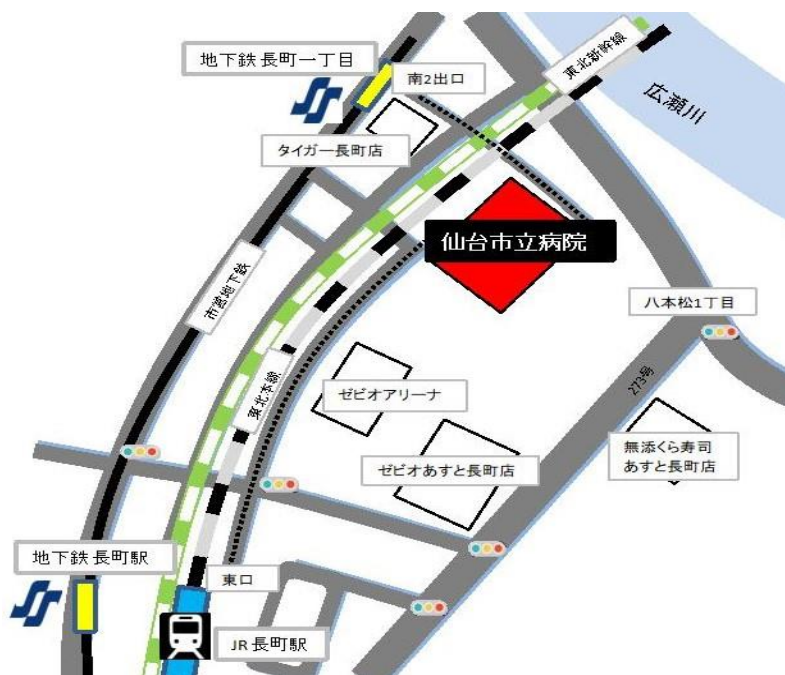 東北新幹線
地下鉄長町一丁目
南2出口
広瀬川
タイガー長町店
仙台市立病院
市営地下鉄
八本松1丁目
東北本線
273号
ゼビオアリーナ
無添くら寿司
あすと長町店
ゼビオあすと長町店
地下鉄長町駅
東口
JR長町駅